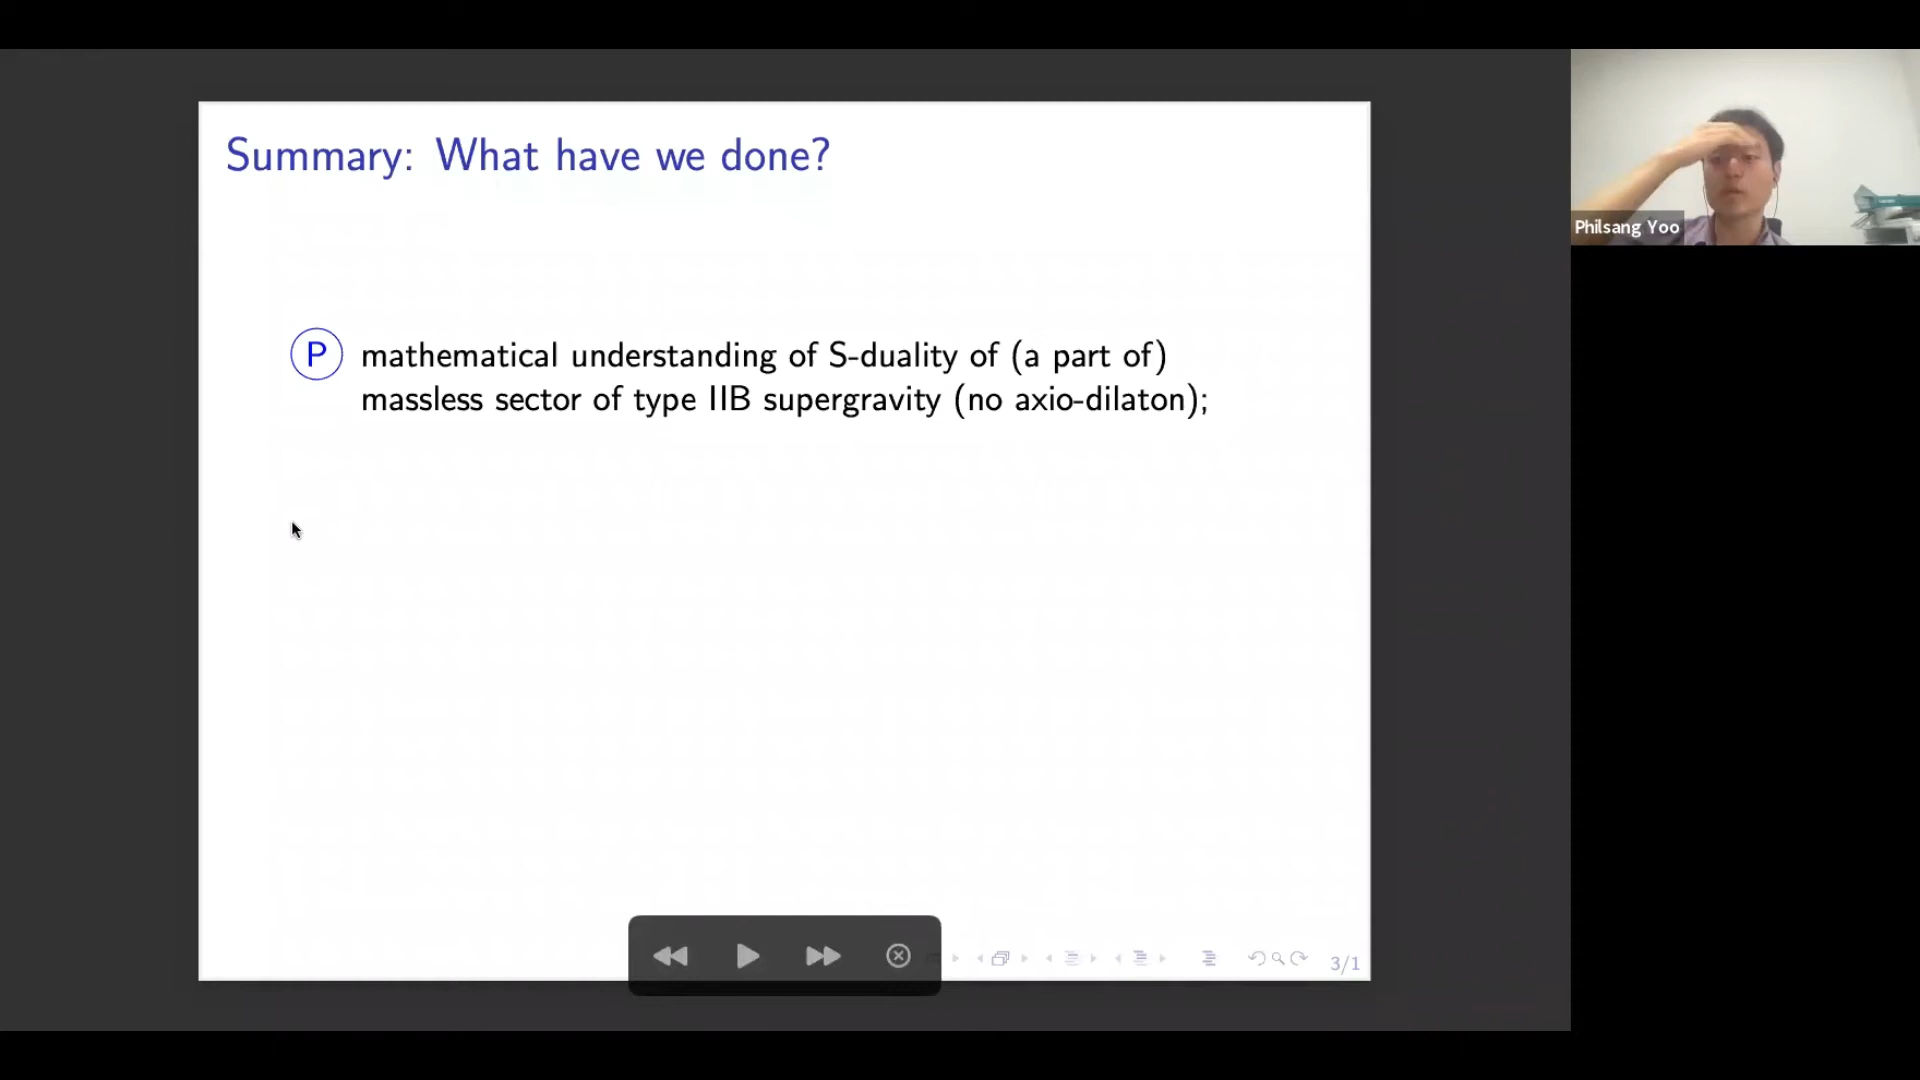 Summary: What have we done?
P mathematical understanding of S-duality of (a part of)
massless sector of type IIB supergravity (no axio-dilaton);
3/1
Philsang Yoo